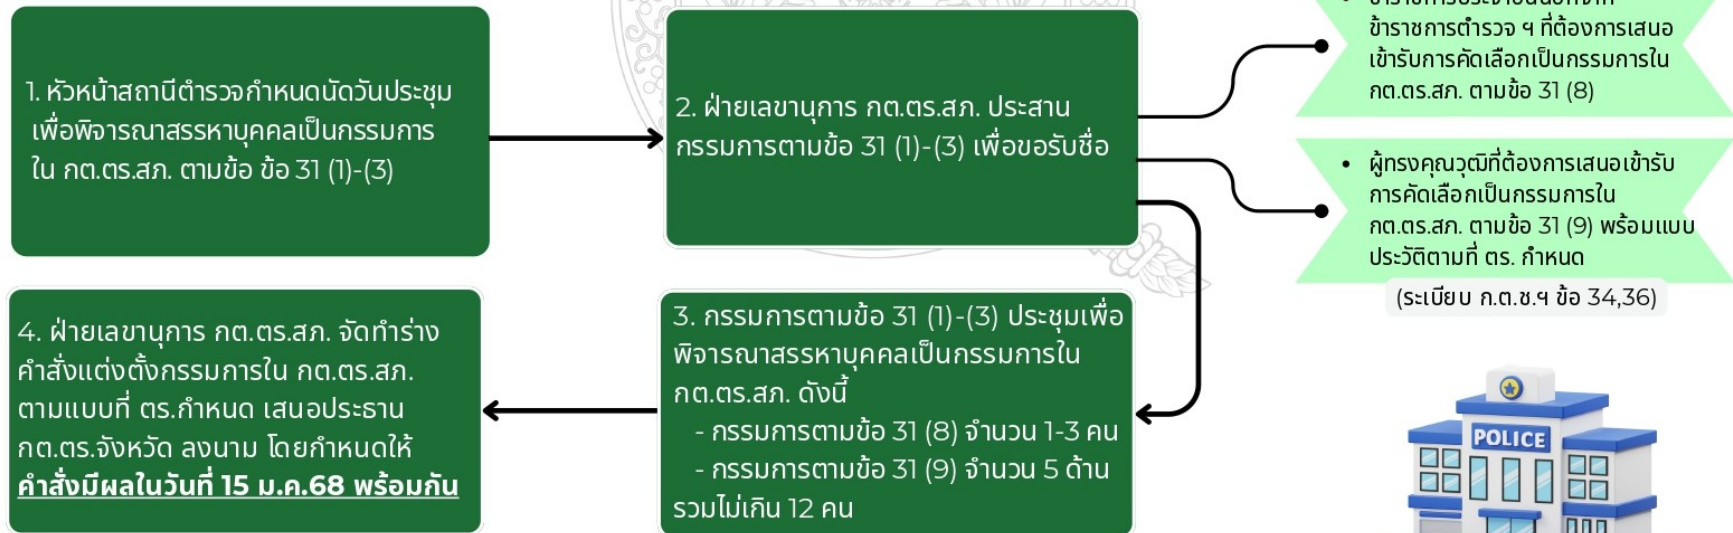 1. หัวหน้าสถานีตำรวจกำหนดนัดวันประชุม
เพื่อพิจารณาสรรหาบุคคลเป็นกรรมการ
ใน กต.ตร.สภ. ตามข้อ ข้อ 31 (1)-(3)
2. ฝ่ายเลขานุการ กต.ตร.สภ. ประสาน
กรรมการตามข้อ 31 (1)-(3) เพื่อขอรับชื่อ
ข้าราชการตำรวจ ฯ ที่ต้องการเสนอ
เข้ารับการคัดเลือกเป็นกรรมการใน
กต.ตร.สภ. ตามข้อ 31 (8)
• ผู้ทรงคุณวุฒิที่ต้องการเสนอเข้ารับ
การคัดเลือกเป็นกรรมการใน
กต.ตร.สภ. ตามข้อ 31 (9) พร้อมแบบ
ประวัติตามที่ ตร. กำหนด
(ระเบียบ ก.ต.ช.ฯ ข้อ 34,36)
3. กรรมการตามข้อ 31 (1)-(3) ประชุมเพื่อ
พิจารณาสรรหาบุคคลเป็นกรรมการใน
กต.ตร.สภ. ดังนี้
- กรรมการตามข้อ 31 (8) จำนวน 1-3 คน
- กรรมการตามข้อ 31 (9) จำนวน 5 ด้าน
รวมไม่เกิน 12 คน
4. ฝ่ายเลขานุการ กต.ตร.สภ. จัดทำร่าง
คำสั่งแต่งตั้งกรรมการใน กต.ตร.สภ.
ตามแบบที่ ตร.กำหนด เสนอประธาน
กต.ตร.จังหวัด ลงนาม โดยกำหนดให้
คำสั่งมีผลในวันที่ 15 ม.ค.68 พร้อมกัน
POLICE